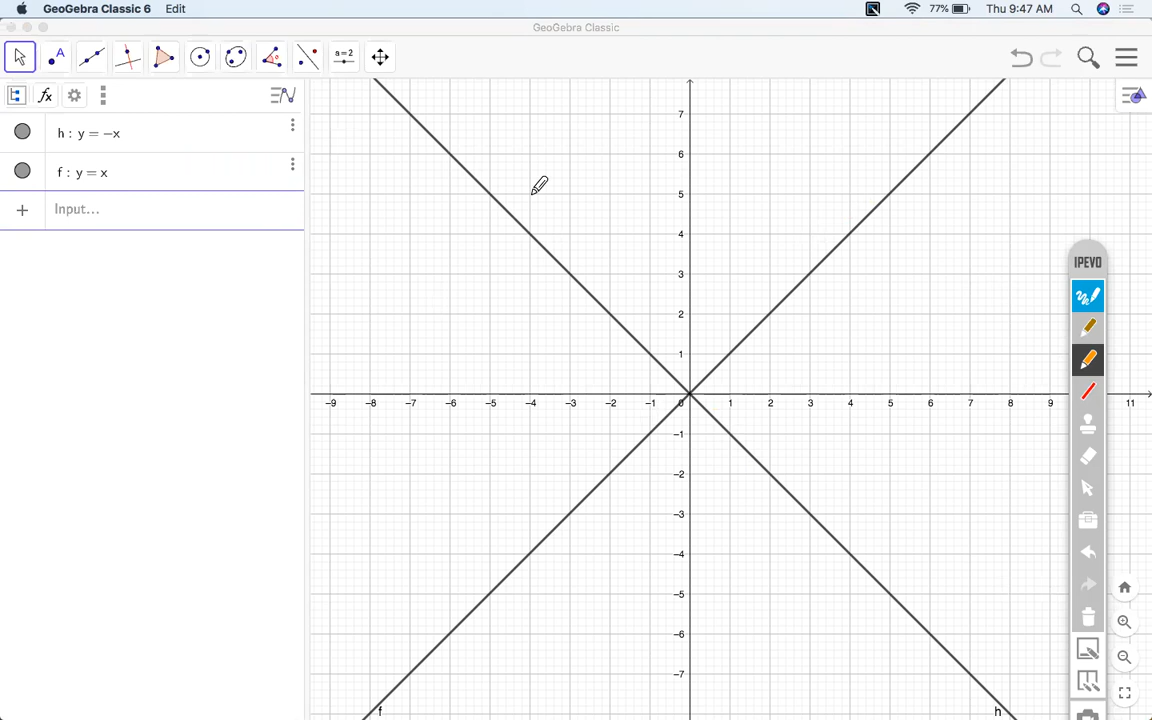 GeoGebra Classic 6 Edit 77% Thu 9:47 AM
GeoGebra Classic
A a=2
fx
h : y = −x
f : y = x
+ Input...
7
6
5
4
3
2
1
−9 −8 −7 −6 −5 −4 −3 −2 −1 0 1 2 3 4 5 6 7 8 9 11
−1
−2
−3
−4
−5
−6
−7
f h
IPEVO